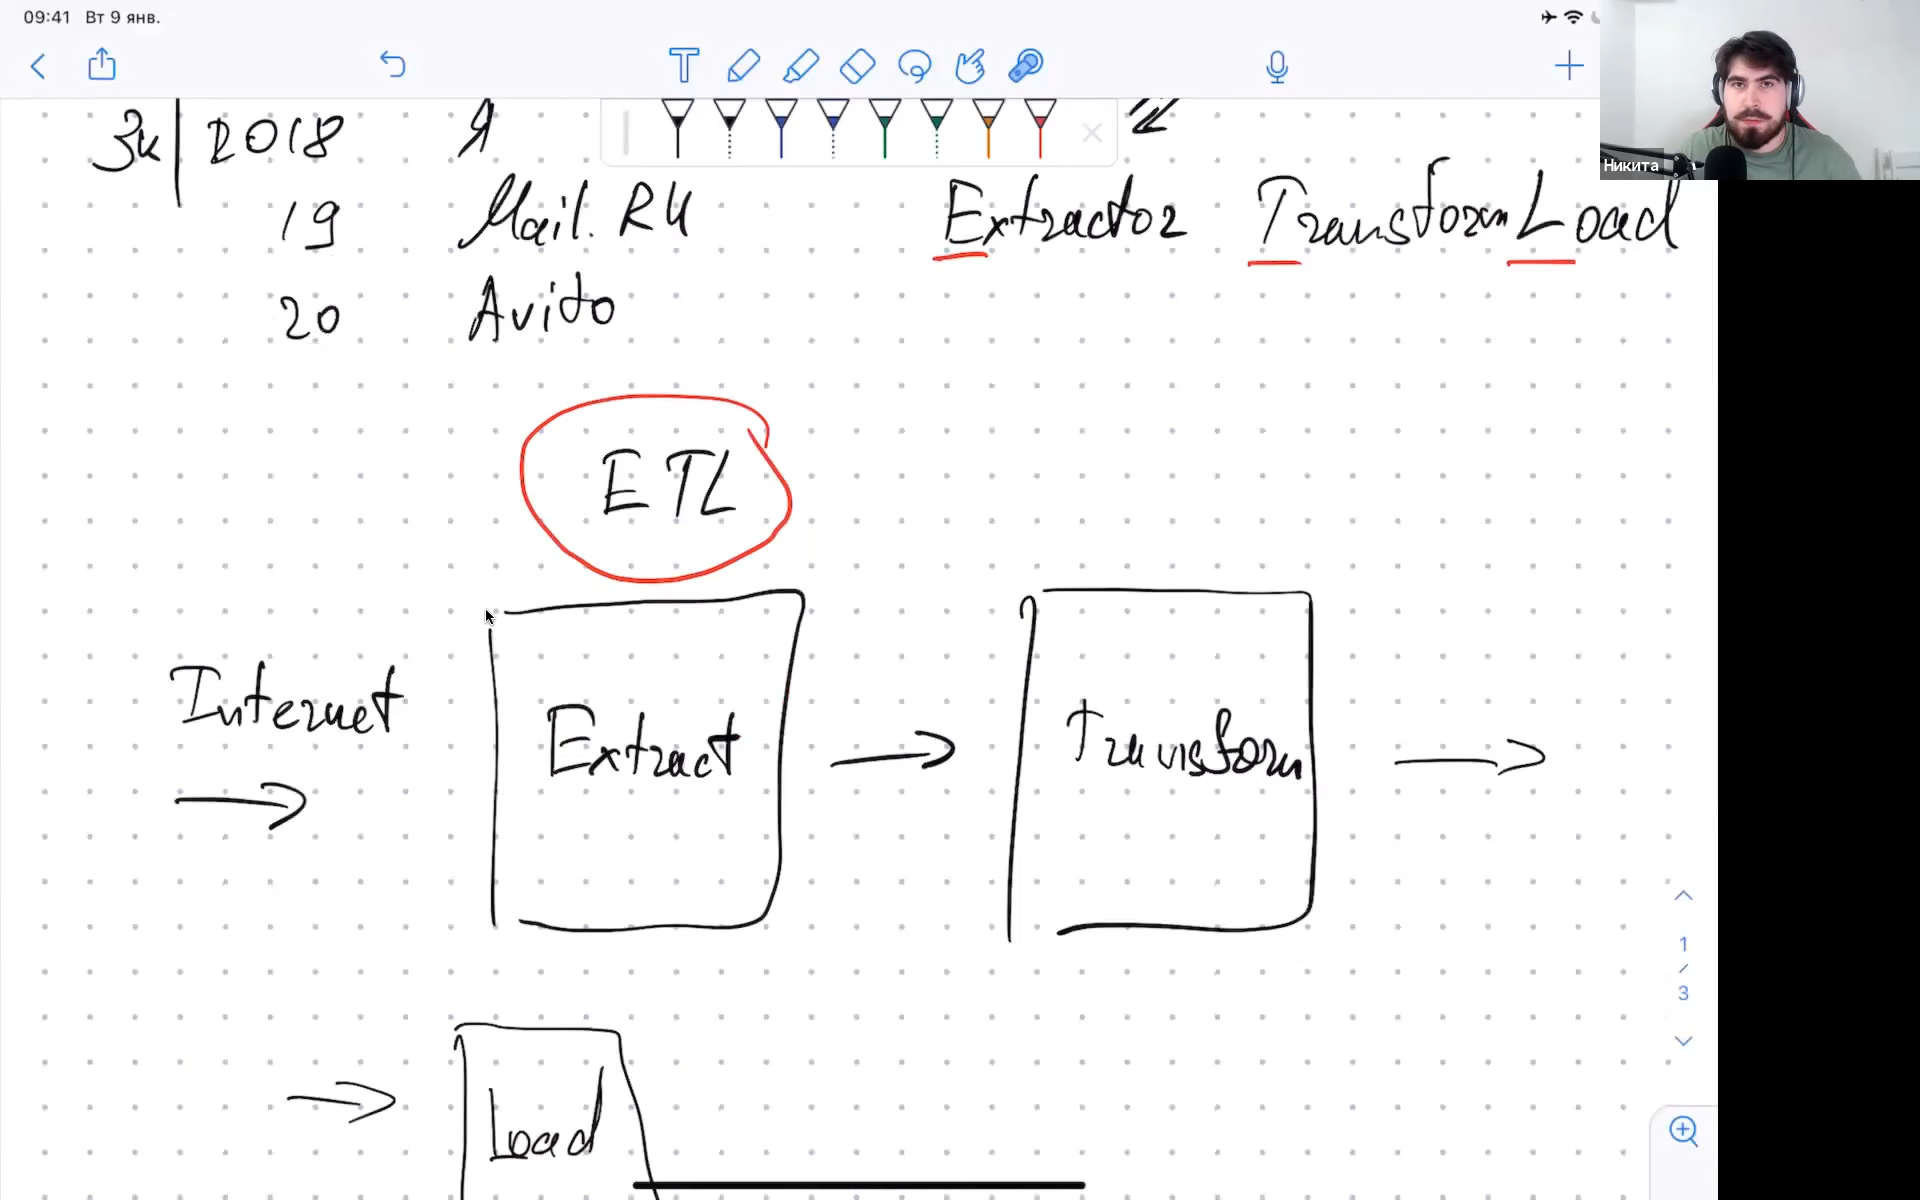 09:41 Вт 9 янв.
Никита
3к 2018 Я
19 Mail.RU
20 Avito
Extractor Transform Load
ETL
Internet
Extract
Transform
1
/
3
Load